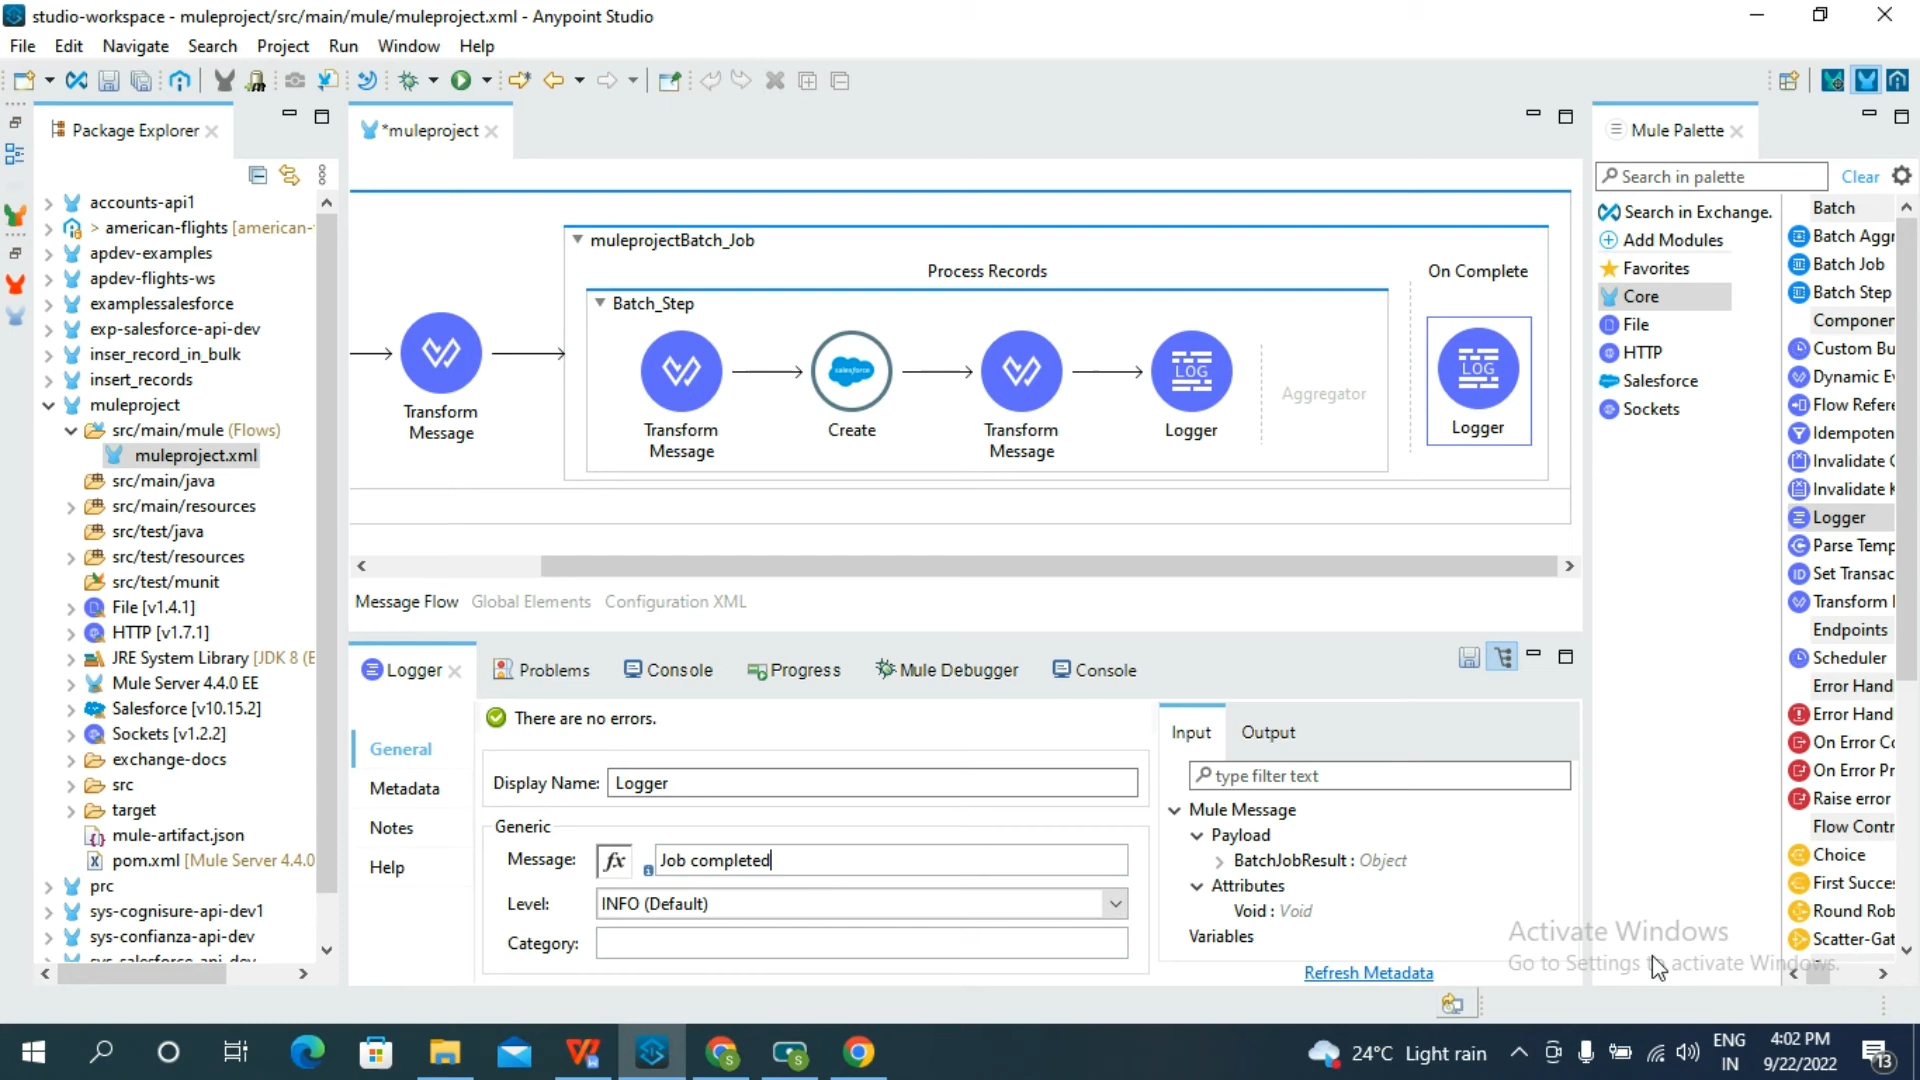 studio-workspace - muleproject/src/main/mule/muleproject.xml - Anypoint Studio
File Edit Navigate Search Project Run Window Help
Package Explorer
accounts-api1
> american-flights [american-
apdev-examples
apdev-flights-ws
examplessalesforce
exp-salesforce-api-dev
inser_record_in_bulk
insert_records
muleproject
src/main/mule (Flows)
muleproject.xml
src/main/java
src/main/resources
src/test/java
src/test/resources
src/test/munit
File [v1.4.1]
HTTP [v1.7.1]
JRE System Library [JDK 8 (E
Mule Server 4.4.0 EE
Salesforce [v10.15.2]
Sockets [v1.2.2]
exchange-docs
src
target
mule-artifact.json
pom.xml [Mule Server 4.4.0
prc
sys-cognisure-api-dev1
sys-confianza-api-dev
sys-salesforce-api-dev
*muleproject
muleprojectBatch_Job
Process Records
On Complete
Batch_Step
Transform
Message
Transform
Message
salesforce
Create
Transform
Message
LOG
Logger
Aggregator
LOG
Logger
Message Flow Global Elements Configuration XML
Logger Problems Console Progress Mule Debugger Console
General
Metadata
Notes
Help
There are no errors.
Display Name: Logger
Generic
Message: fx Job completed
Level: INFO (Default)
Category:
Input Output
type filter text
Mule Message
Payload
BatchJobResult : Object
Attributes
Void : Void
Variables
Refresh Metadata
Mule Palette
Search in palette Clear
Search in Exchange.
Add Modules
Favorites
Core
File
HTTP
Salesforce
Sockets
Batch
Batch Aggr
Batch Job
Batch Step
Componer
Custom Bu
Dynamic Ev
Flow Refere
Idempoten
Invalidate C
Invalidate K
Logger
Parse Temp
Set Transac
Transform I
Endpoints
Scheduler
Error Hand
Error Hand
On Error Co
On Error Pr
Raise error
Flow Contr
Choice
First Succes
Round Rob
Scatter-Gat
Activate Windows
Go to Settings to activate Windows.
24°C Light rain
ENG
IN
4:02 PM
9/22/2022
13